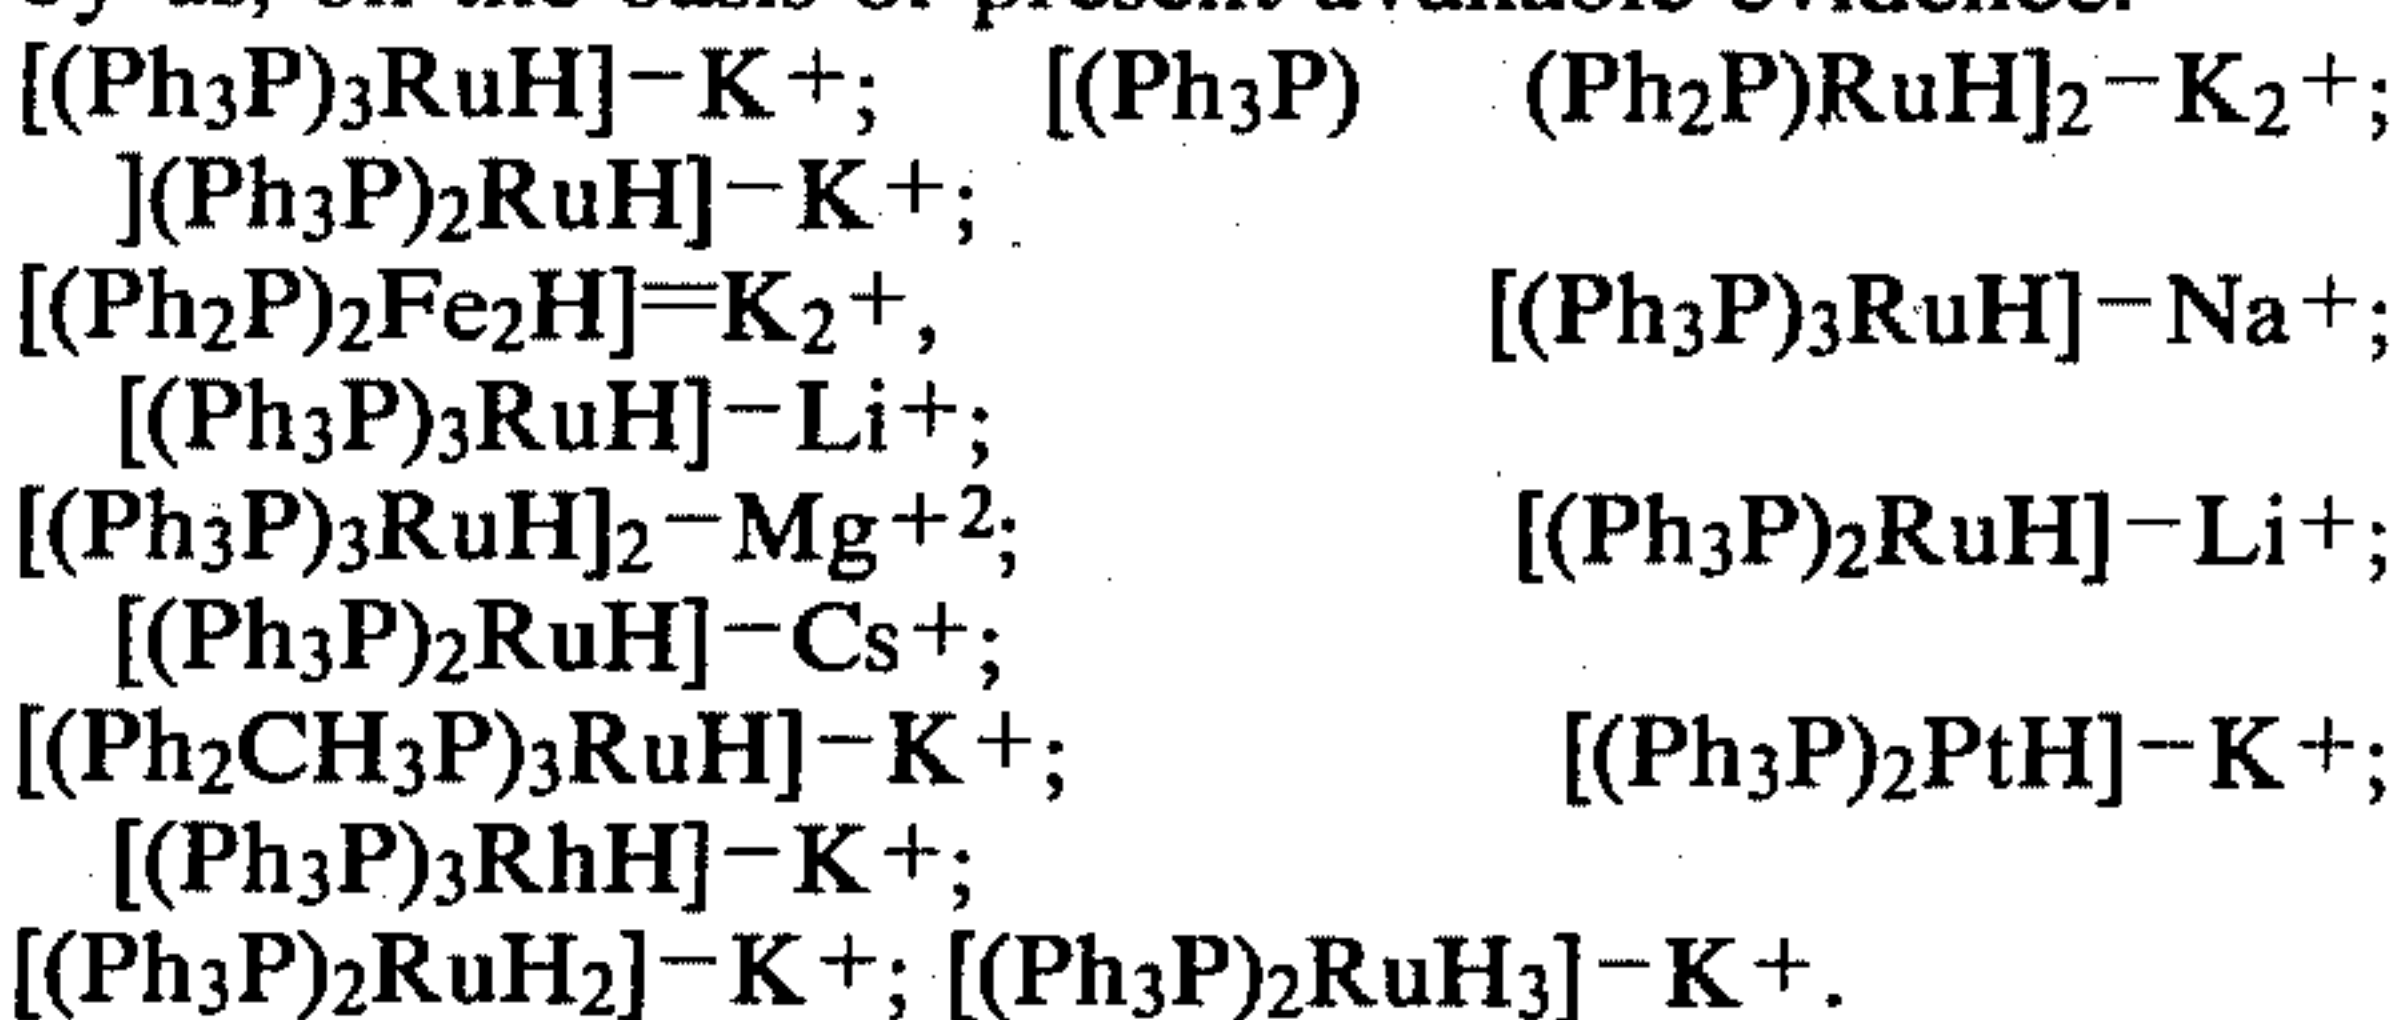 [(Ph₃P)₃RuH]⁻K⁺; [(Ph₃P) (Ph₂P)RuH]₂⁻K₂⁺;
](Ph₃P)₂RuH]⁻K⁺;
[(Ph₂P)₂Fe₂H]⁼K₂⁺, [(Ph₃P)₃RuH]⁻Na⁺;
[(Ph₃P)₃RuH]⁻Li⁺;
[(Ph₃P)₃RuH]₂⁻Mg⁺²; [(Ph₃P)₂RuH]⁻Li⁺;
[(Ph₃P)₂RuH]⁻Cs⁺;
[(Ph₂CH₃P)₃RuH]⁻K⁺; [(Ph₃P)₂PtH]⁻K⁺;
[(Ph₃P)₃RhH]⁻K⁺;
[(Ph₃P)₂RuH₂]⁻K⁺; [(Ph₃P)₂RuH₃]⁻K⁺.